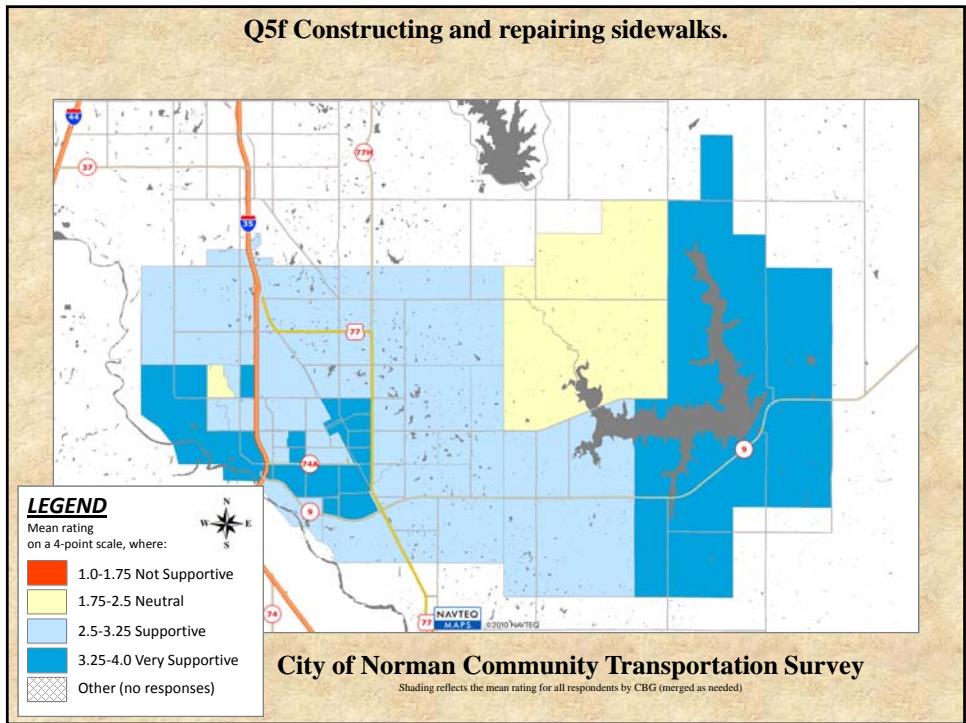 Q5f Constructing and repairing sidewalks.
44
77H
37
35
77
9
74A
9
LEGEND
Mean rating
on a 4-point scale, where:
N
W E
S
1.0-1.75 Not Supportive
1.75-2.5 Neutral
2.5-3.25 Supportive
3.25-4.0 Very Supportive
Other (no responses)
74
77
NAVTEQ
MAPS
©2010 NAVTEQ
City of Norman Community Transportation Survey
Shading reflects the mean rating for all respondents by CBG (merged as needed)